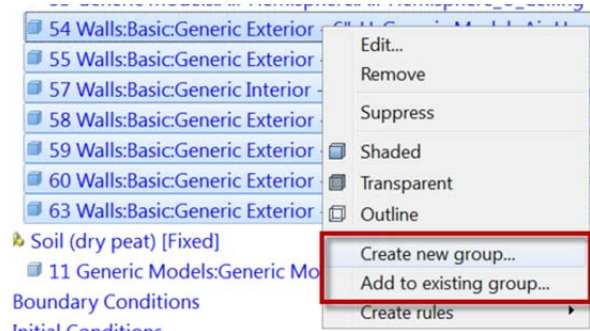 54 Walls:Basic:Generic Exterior -
55 Walls:Basic:Generic Exterior -
57 Walls:Basic:Generic Interior -
58 Walls:Basic:Generic Exterior
59 Walls:Basic:Generic Exterior
60 Walls:Basic:Generic Exterior
63 Walls:Basic:Generic Exterior
Soil (dry peat) [Fixed]
11 Generic Models:Generic Mo
Boundary Conditions
Initial Conditions
Edit...
Remove
Suppress
Shaded
Transparent
Outline
Create new group...
Add to existing group...
Create rules